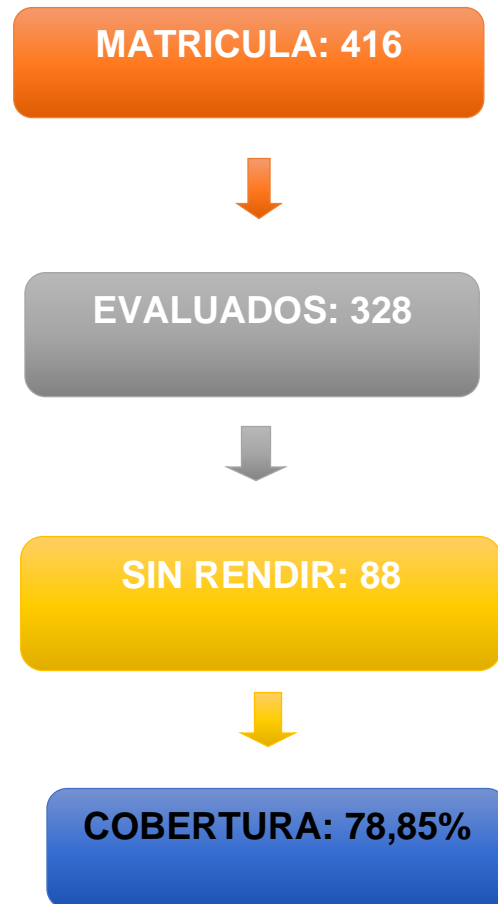 MATRICULA: 416
EVALUADOS: 328
SIN RENDIR: 88
COBERTURA: 78,85%